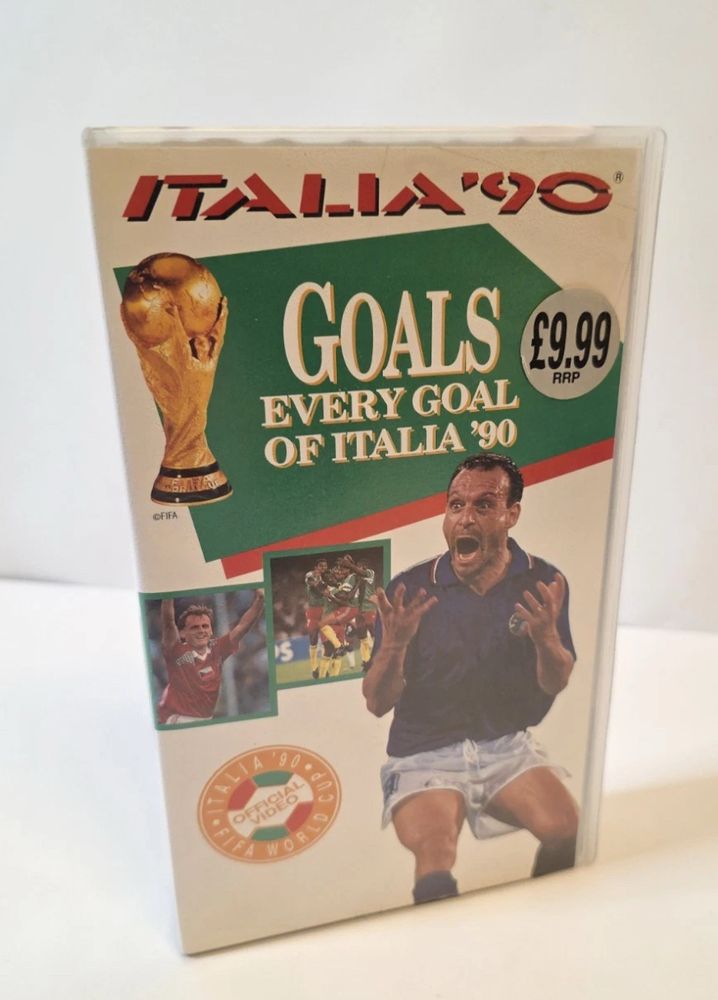 ITALIA'90®
GOALS
EVERY GOAL
OF ITALIA '90
£9.99
RRP
©FIFA
ITALIA '90
OFFICIAL
VIDEO
FIFA WORLD CUP